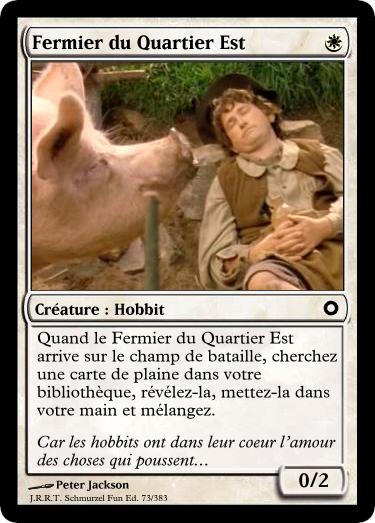 Fermier du Quartier Est
Créature : Hobbit
Quand le Fermier du Quartier Est
arrive sur le champ de bataille, cherchez
une carte de plaine dans votre
bibliothèque, révélez-la, mettez-la dans
votre main et mélangez.
Car les hobbits ont dans leur coeur l'amour
des choses qui poussent...
0/2
Peter Jackson
J.R.R.T. Schmurzel Fun Ed. 73/383